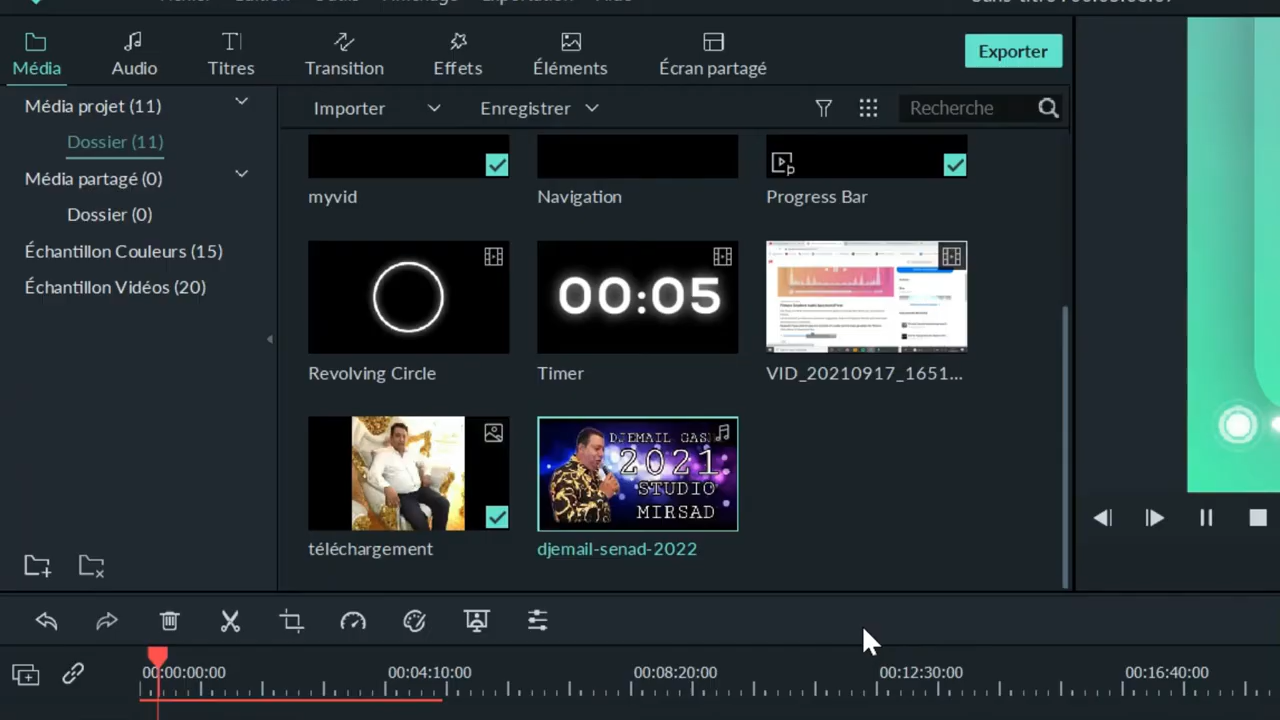 Média
Audio
Titres
Transition
Effets
Éléments
Écran partagé
Exporter
Média projet (11)
Dossier (11)
Média partagé (0)
Dossier (0)
Échantillon Couleurs (15)
Échantillon Vidéos (20)
Importer
Enregistrer
Recherche
myvid
Navigation
Progress Bar
00:05
Revolving Circle
Timer
VID_20210917_1651...
DJEMAIL GAS
2021
STUDIO
MIRSAD
téléchargement
djemail-senad-2022
00:00:00:00
00:04:10:00
00:08:20:00
00:12:30:00
00:16:40:00